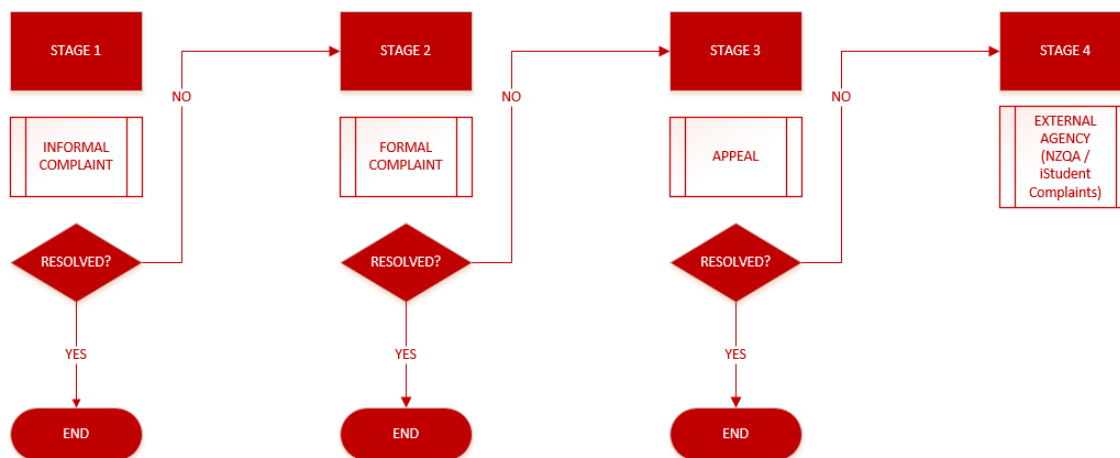 STAGE 1
STAGE 2
STAGE 3
STAGE 4
NO
NO
NO
INFORMAL
COMPLAINT
FORMAL
COMPLAINT
APPEAL
EXTERNAL
AGENCY
(NZQA /
iStudent
Complaints)
RESOLVED?
RESOLVED?
RESOLVED?
YES
YES
YES
END
END
END